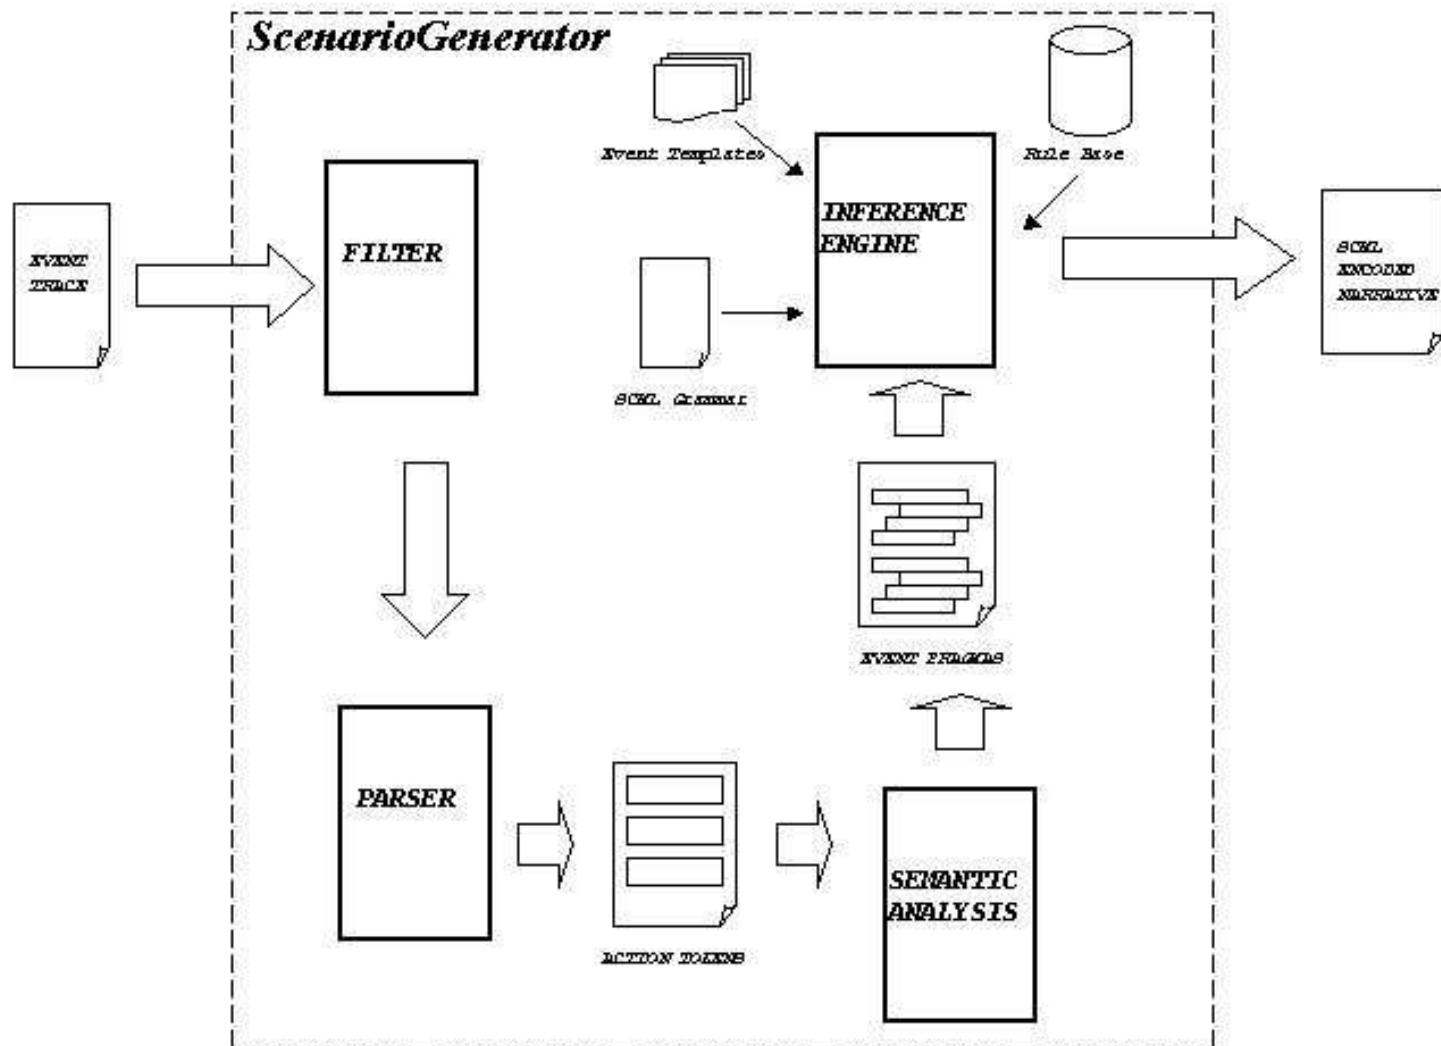 ScenarioGenerator
Event Templates
Rule Base
INFERENCE
ENGINE
FILTER
EVENT
TRACE
SCML
ENCODED
NARRATIVE
SCML Grammar
EVENT
PARSER
SEMANTIC
ANALYSIS
ACTION TOKENS